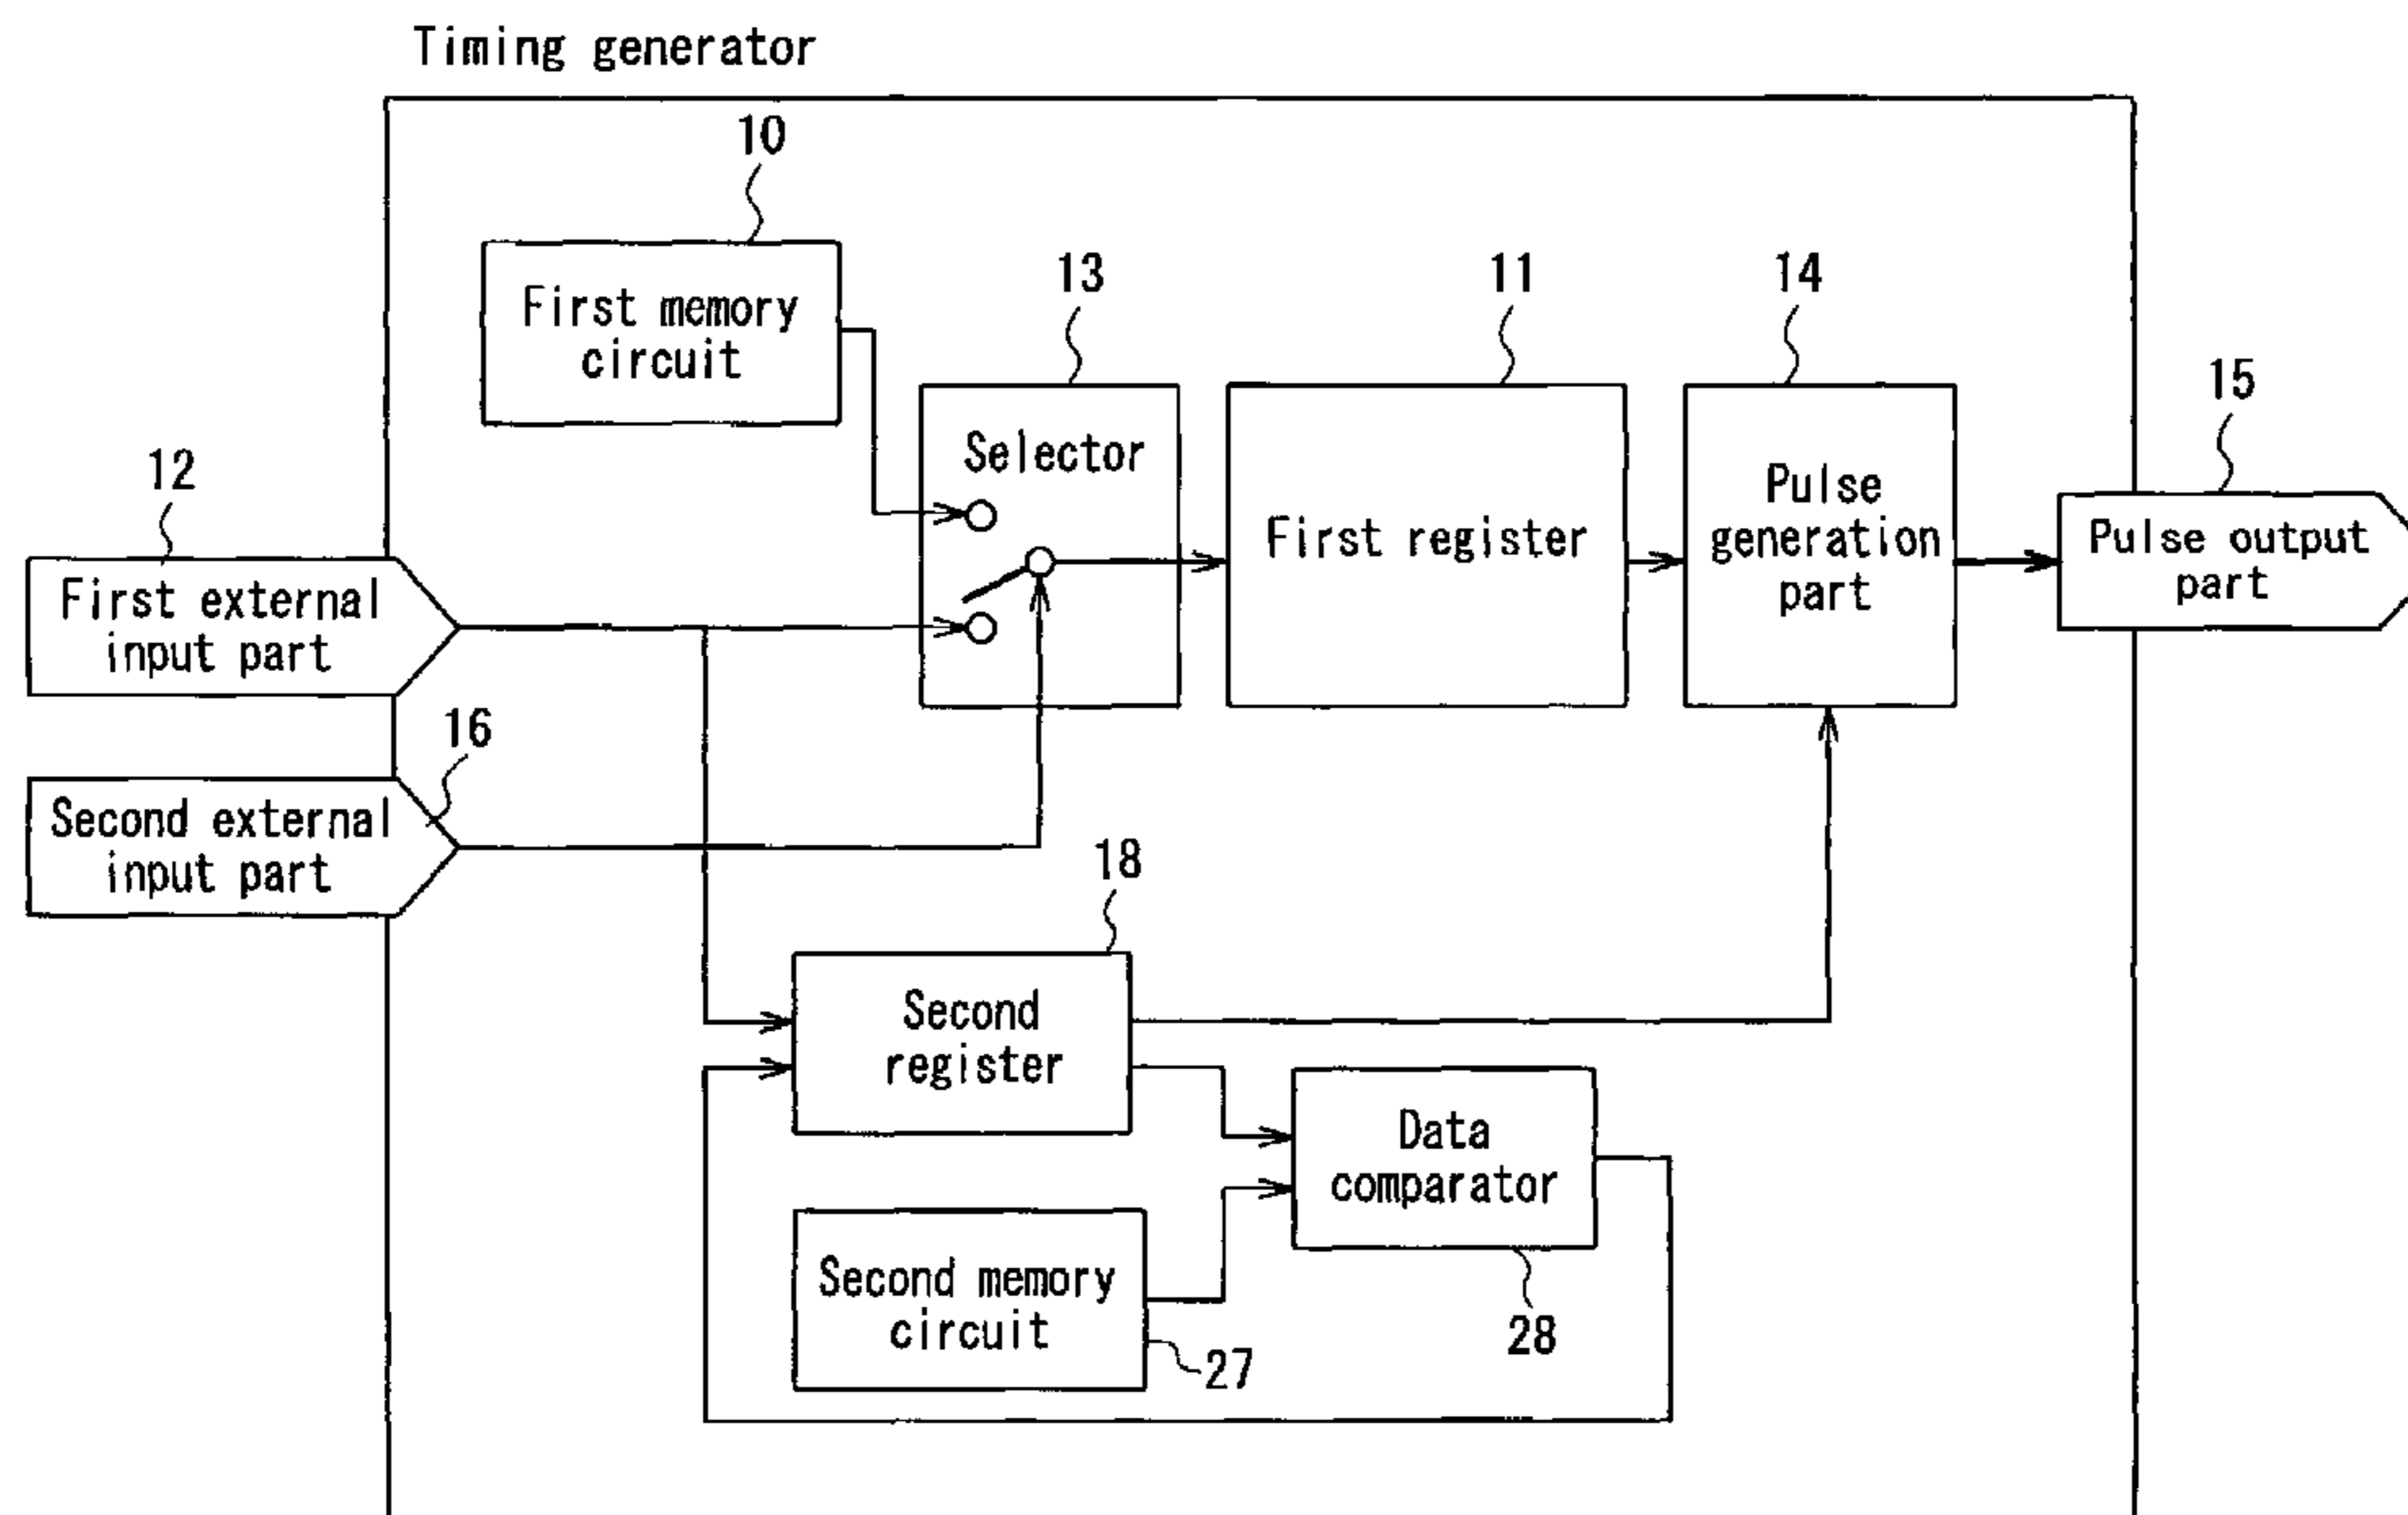 Timing generator
10
First memory
circuit
13
Selector
11
First register
14
Pulse
generation
part
15
Pulse output
part
12
First external
input part
16
Second external
input part
18
Second
register
Data
comparator
28
Second memory
circuit
27